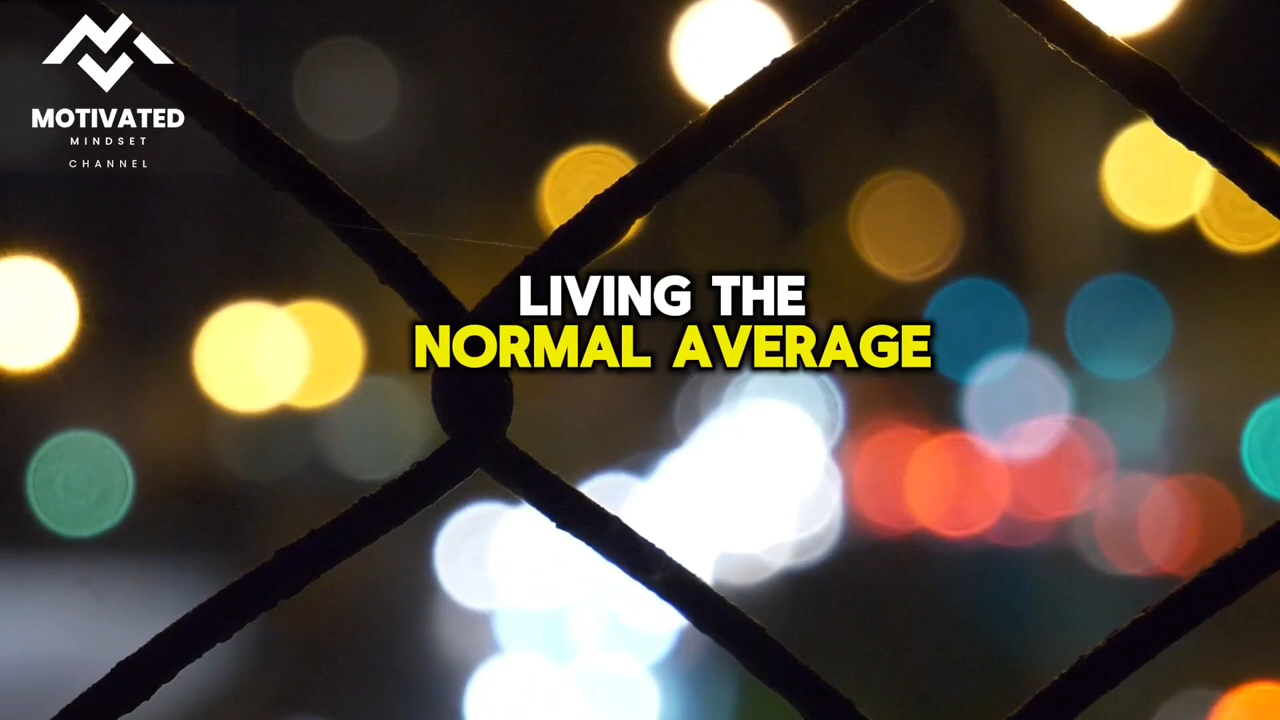 MOTIVATED
MINDSET
CHANNEL
LIVING THE
NORMAL AVERAGE